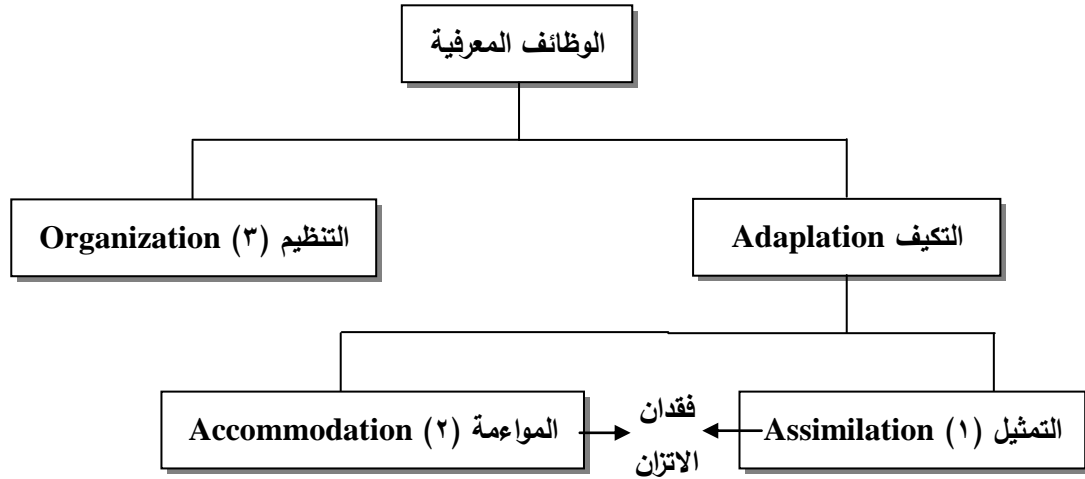 الوظائف المعرفية
التكيف Adaplation
التنظيم (٣) Organization
التمثيل (١) Assimilation
فقدان
الاتزان
المواءمة (٢) Accommodation